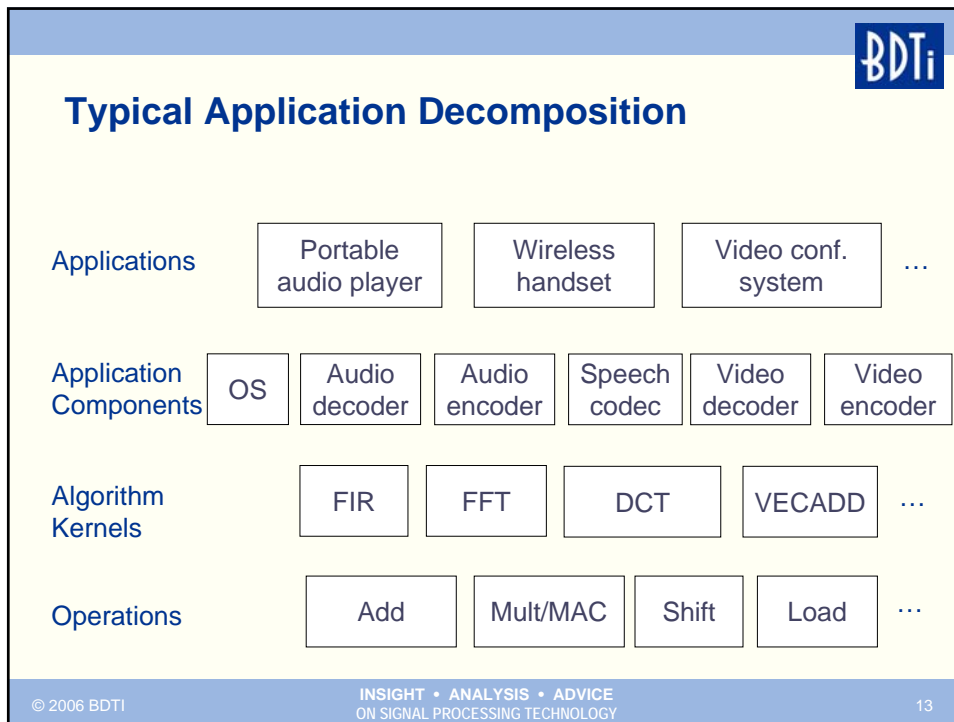 BDTi
Typical Application Decomposition
Applications
Portable
audio player
Wireless
handset
Video conf.
system
…
Application
Components
OS
Audio
decoder
Audio
encoder
Speech
codec
Video
decoder
Video
encoder
Algorithm
Kernels
FIR
FFT
DCT
VECADD
…
Operations
Add
Mult/MAC
Shift
Load
…
© 2006 BDTI
INSIGHT • ANALYSIS • ADVICE
ON SIGNAL PROCESSING TECHNOLOGY
13